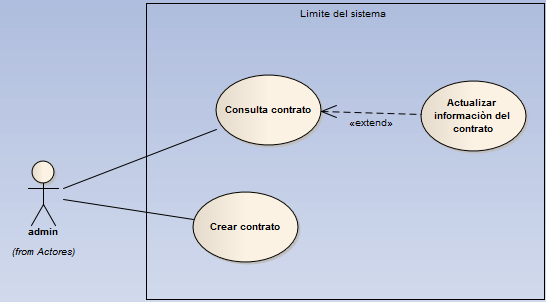 Limite del sistema
Consulta contrato
Actualizar
informaciòn del
contrato
«extend»
Crear contrato
admin
(from Actores)